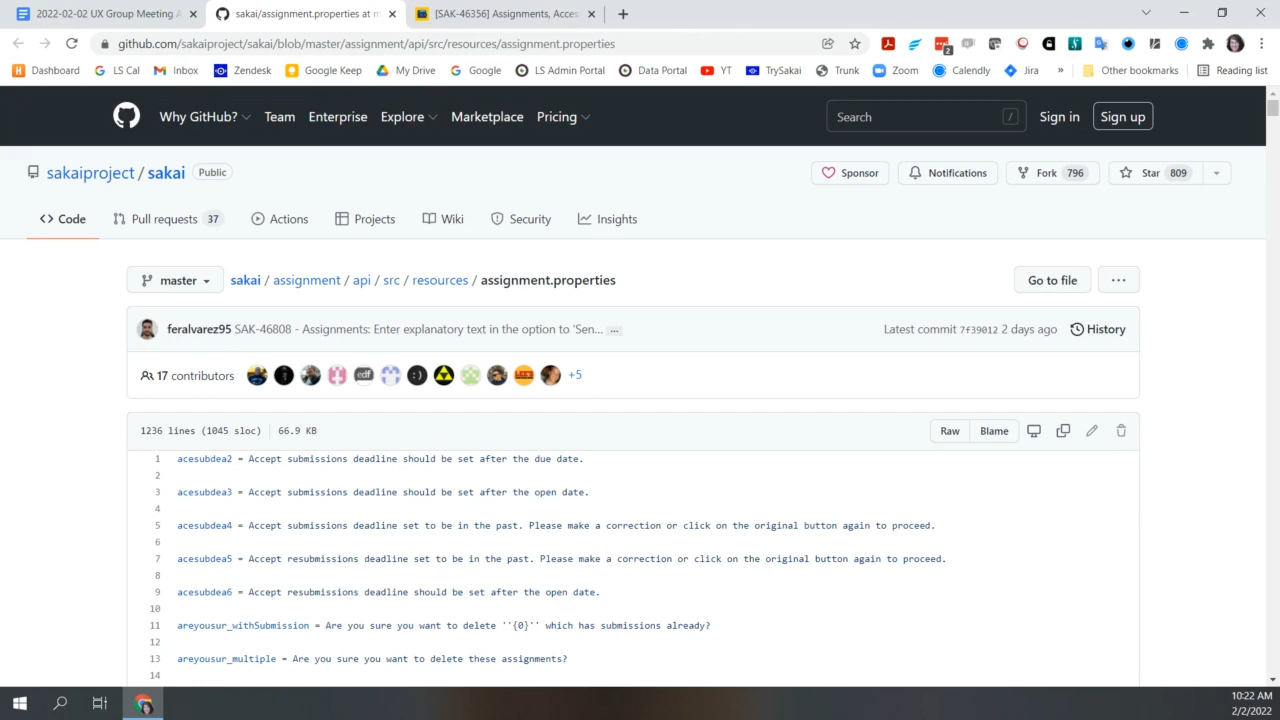 2022-02-02 UX Group Meeting A
sakai/assignment.properties at m
[SAK-46356] Assignments, Acces
github.com/sakaiproject/sakai/blob/master/assignment/api/src/resources/assignment.properties
2
Dashboard
LS Cal
Inbox
Zendesk
Google Keep
My Drive
Google
LS Admin Portal
Data Portal
YT
TrySakai
Trunk
Zoom
Calendly
Jira
»
Other bookmarks
Reading list
Why GitHub?
Team
Enterprise
Explore
Marketplace
Pricing
Search
/
Sign in
Sign up
sakaiproject / sakai
Public
Sponsor
Notifications
Fork 796
Star 809
<> Code
Pull requests 37
Actions
Projects
Wiki
Security
Insights
master
sakai / assignment / api / src / resources / assignment.properties
Go to file
...
feralvarez95 SAK-46808 - Assignments: Enter explanatory text in the option to 'Sen... ...
Latest commit 7f39012 2 days ago
History
17 contributors
edf
:)
+5
1236 lines (1045 sloc)
66.9 KB
Raw
Blame
1 acesubdea2 = Accept submissions deadline should be set after the due date.
2
3 acesubdea3 = Accept submissions deadline should be set after the open date.
4
5 acesubdea4 = Accept submissions deadline set to be in the past. Please make a correction or click on the original button again to proceed.
6
7 acesubdea5 = Accept resubmissions deadline set to be in the past. Please make a correction or click on the original button again to proceed.
8
9 acesubdea6 = Accept resubmissions deadline should be set after the open date.
10
11 areyousur_withSubmission = Are you sure you want to delete ''{0}'' which has submissions already?
12
13 areyousur_multiple = Are you sure you want to delete these assignments?
14
10:22 AM
2/2/2022